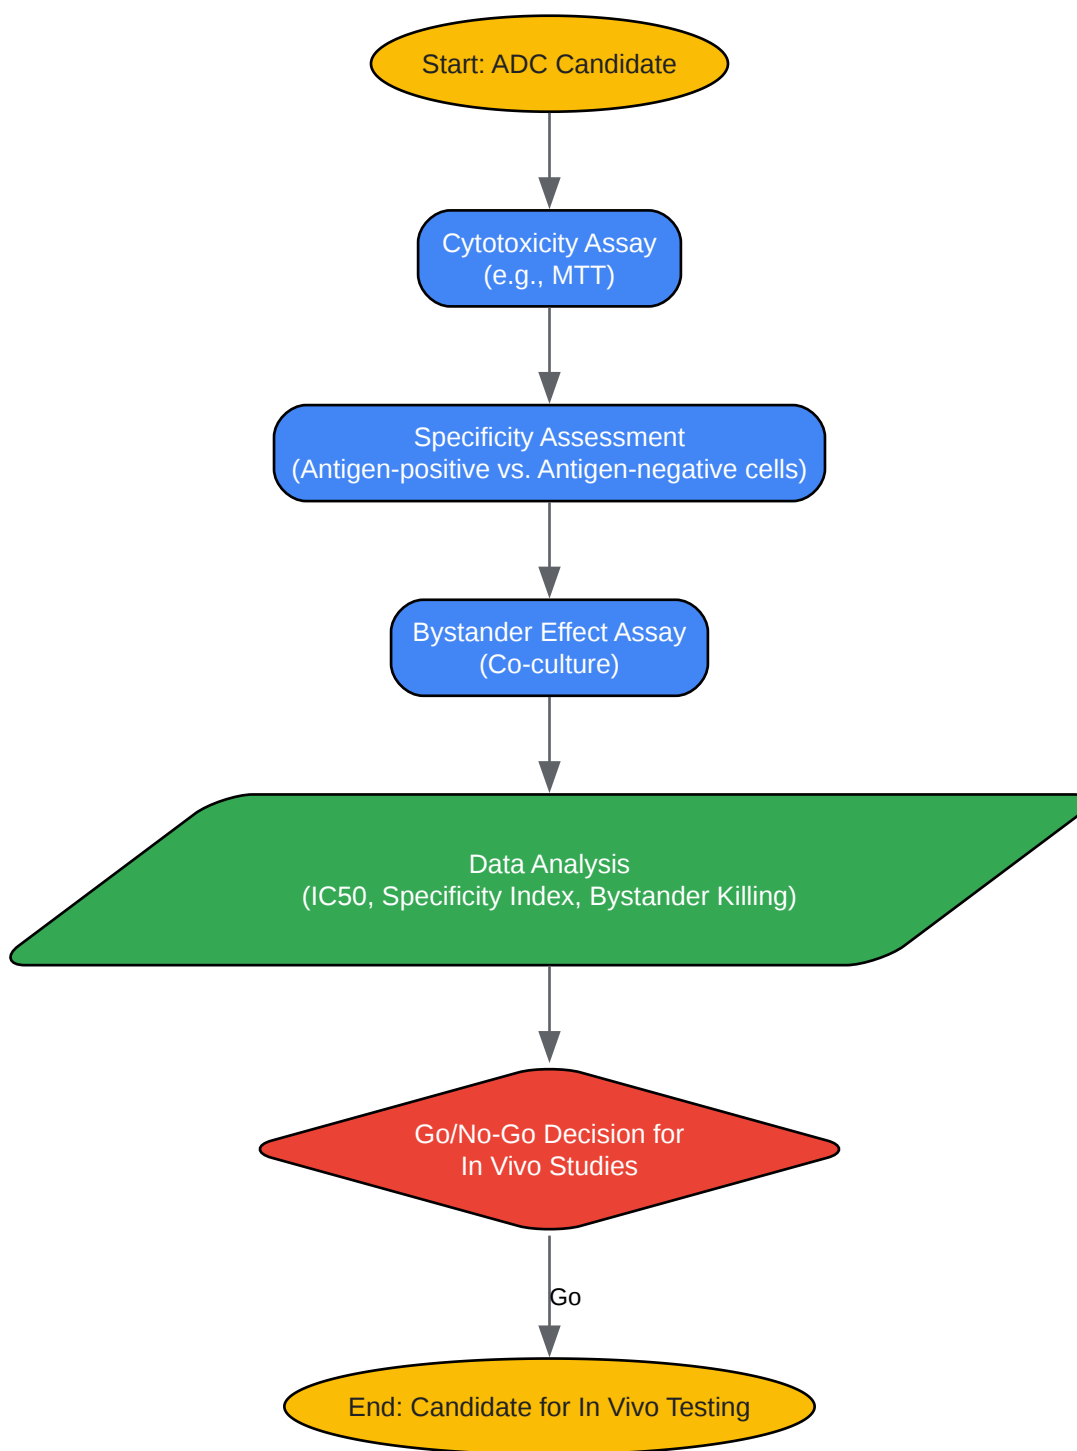 Start: ADC Candidate
Cytotoxicity Assay
(e.g., MTT)
Specificity Assessment
(Antigen-positive vs. Antigen-negative cells)
Bystander Effect Assay
(Co-culture)
Data Analysis
(IC50, Specificity Index, Bystander Killing)
Go/No-Go Decision for
In Vivo Studies
Go
End: Candidate for In Vivo Testing